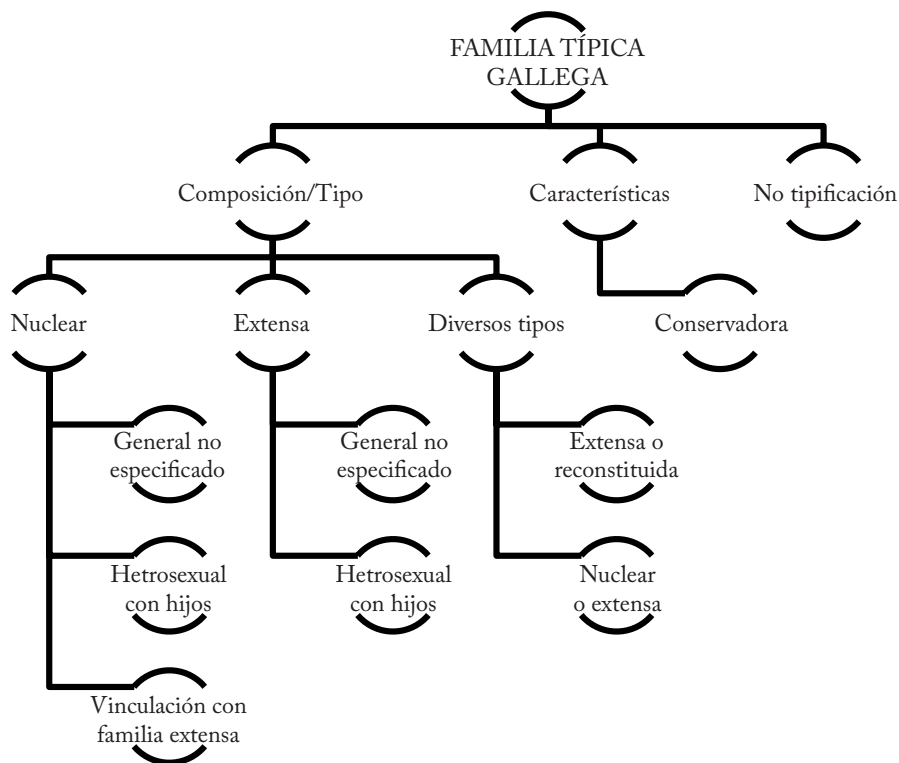 FAMILIA TÍPICA
GALLEGA
Composición/Tipo
Características
No tipificación
Nuclear
Extensa
Diversos tipos
Conservadora
General no
especificado
General no
especificado
Extensa o
reconstituida
Hetrosexual
con hijos
Hetrosexual
con hijos
Nuclear
o extensa
Vinculación con
familia extensa